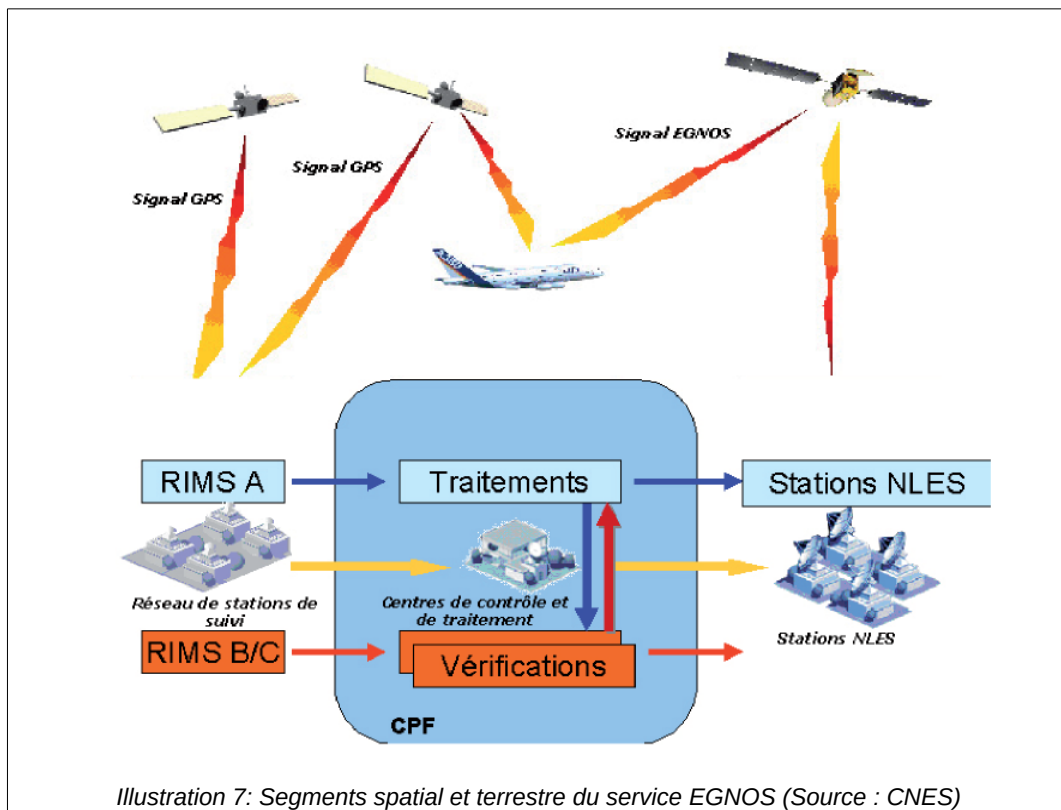 Signal EGNOS
Signal GPS
Signal GPS
RIMS A
Traitements
Stations NLES
Réseau de stations de
suivi
Centres de contrôle et
de traitement
Stations NLES
RIMS B/C
Vérifications
CPF
Illustration 7: Segments spatial et terrestre du service EGNOS (Source : CNES)